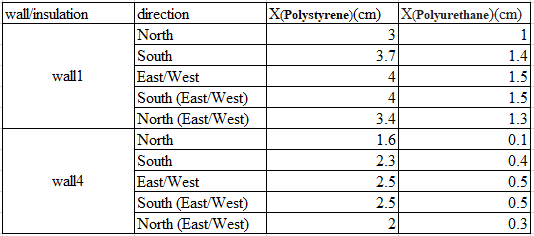 wall/insulation direction X(Polystyrene)(cm) X(Polyurethane)(cm)
wall1
North 3 1
South 3.7 1.4
East/West 4 1.5
South (East/West) 4 1.5
North (East/West) 3.4 1.3
wall4
North 1.6 0.1
South 2.3 0.4
East/West 2.5 0.5
South (East/West) 2.5 0.5
North (East/West) 2 0.3